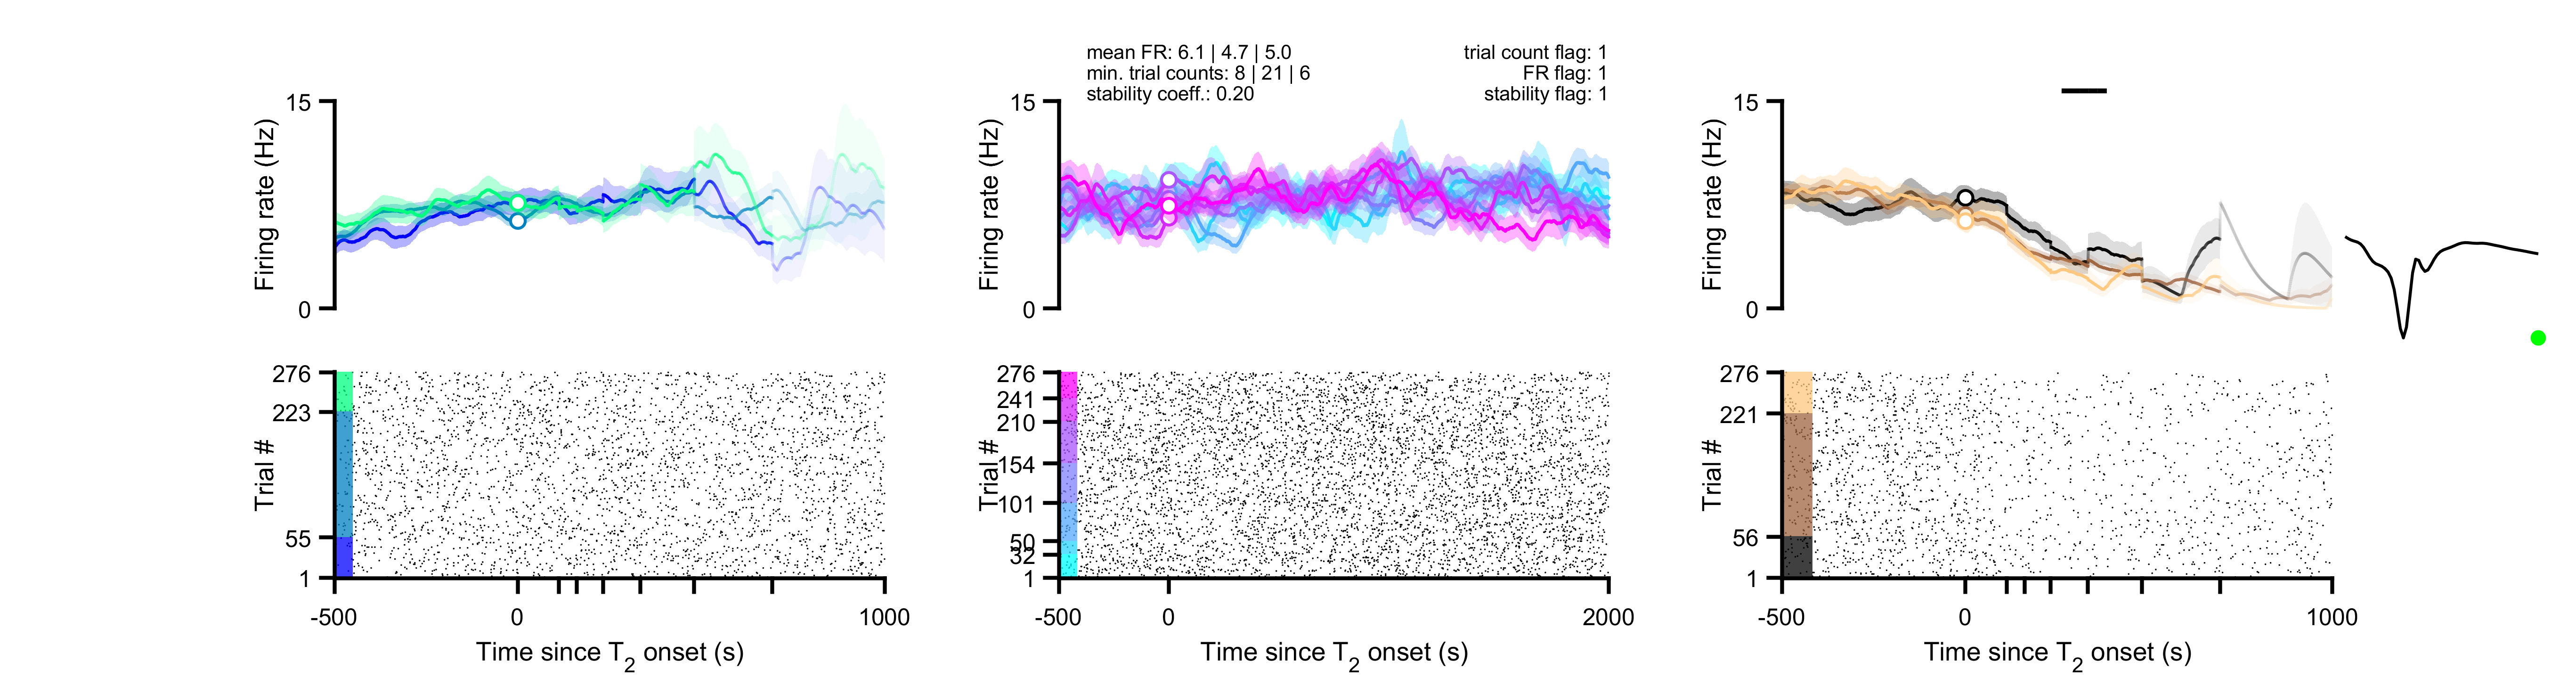 mean FR: 6.1 | 4.7 | 5.0
min. trial counts: 8 | 21 | 6
stability coeff.: 0.20
trial count flag: 1
FR flag: 1
stability flag: 1
15
Firing rate (Hz)
0
15
Firing rate (Hz)
0
15
Firing rate (Hz)
0
276
223
Trial #
55
1
-500
0
1000
Time since T2 onset (s)
276
241
210
154
Trial #
101
50
32
1
-500
0
2000
Time since T2 onset (s)
276
221
Trial #
56
1
-500
0
1000
Time since T2 onset (s)